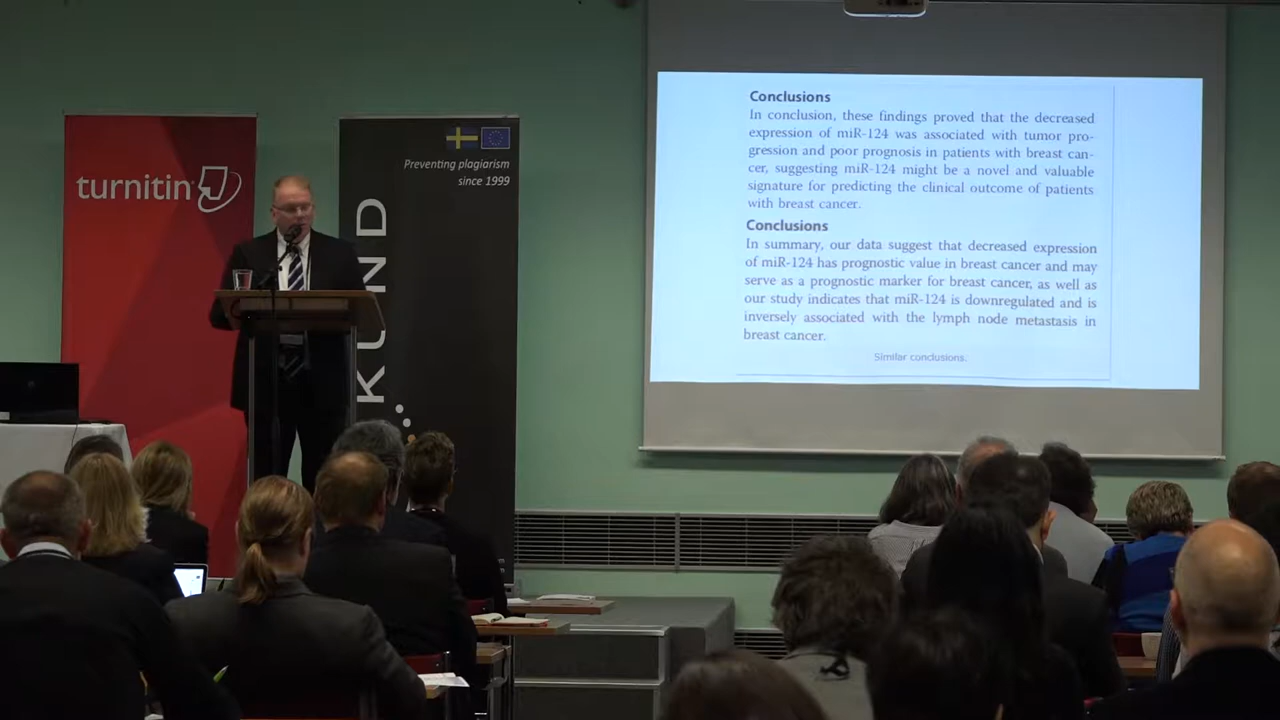 turnitin
Preventing plagiarism
since 1999
KUND
Conclusions
In conclusion, these findings proved that the decreased
expression of miR-124 was associated with tumor pro-
gression and poor prognosis in patients with breast can-
cer, suggesting miR-124 might be a novel and valuable
signature for predicting the clinical outcome of patients
with breast cancer.
Conclusions
In summary, our data suggest that decreased expression
of miR-124 has prognostic value in breast cancer and may
serve as a prognostic marker for breast cancer, as well as
our study indicates that miR-124 is downregulated and is
inversely associated with the lymph node metastasis in
breast cancer.
Similar conclusions.